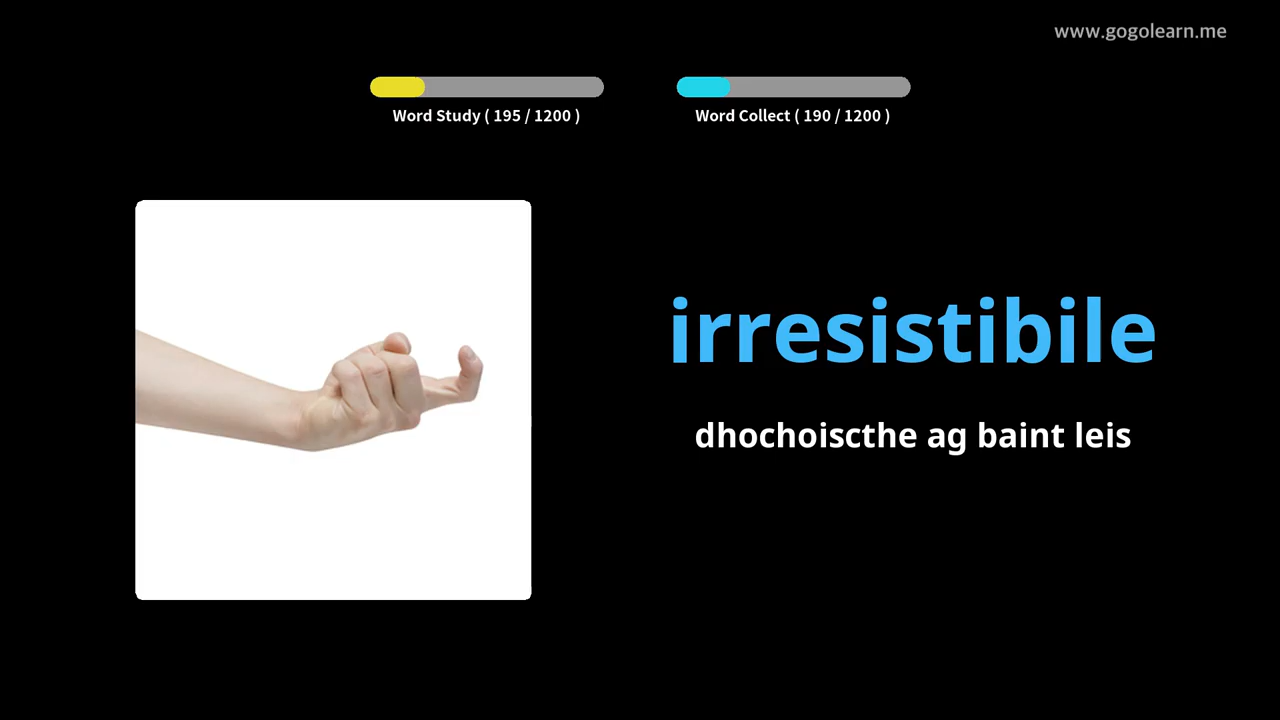 www.gogolearn.me
Word Study ( 195 / 1200 )
Word Collect ( 190 / 1200 )
irresistibile
dhochoiscthe ag baint leis